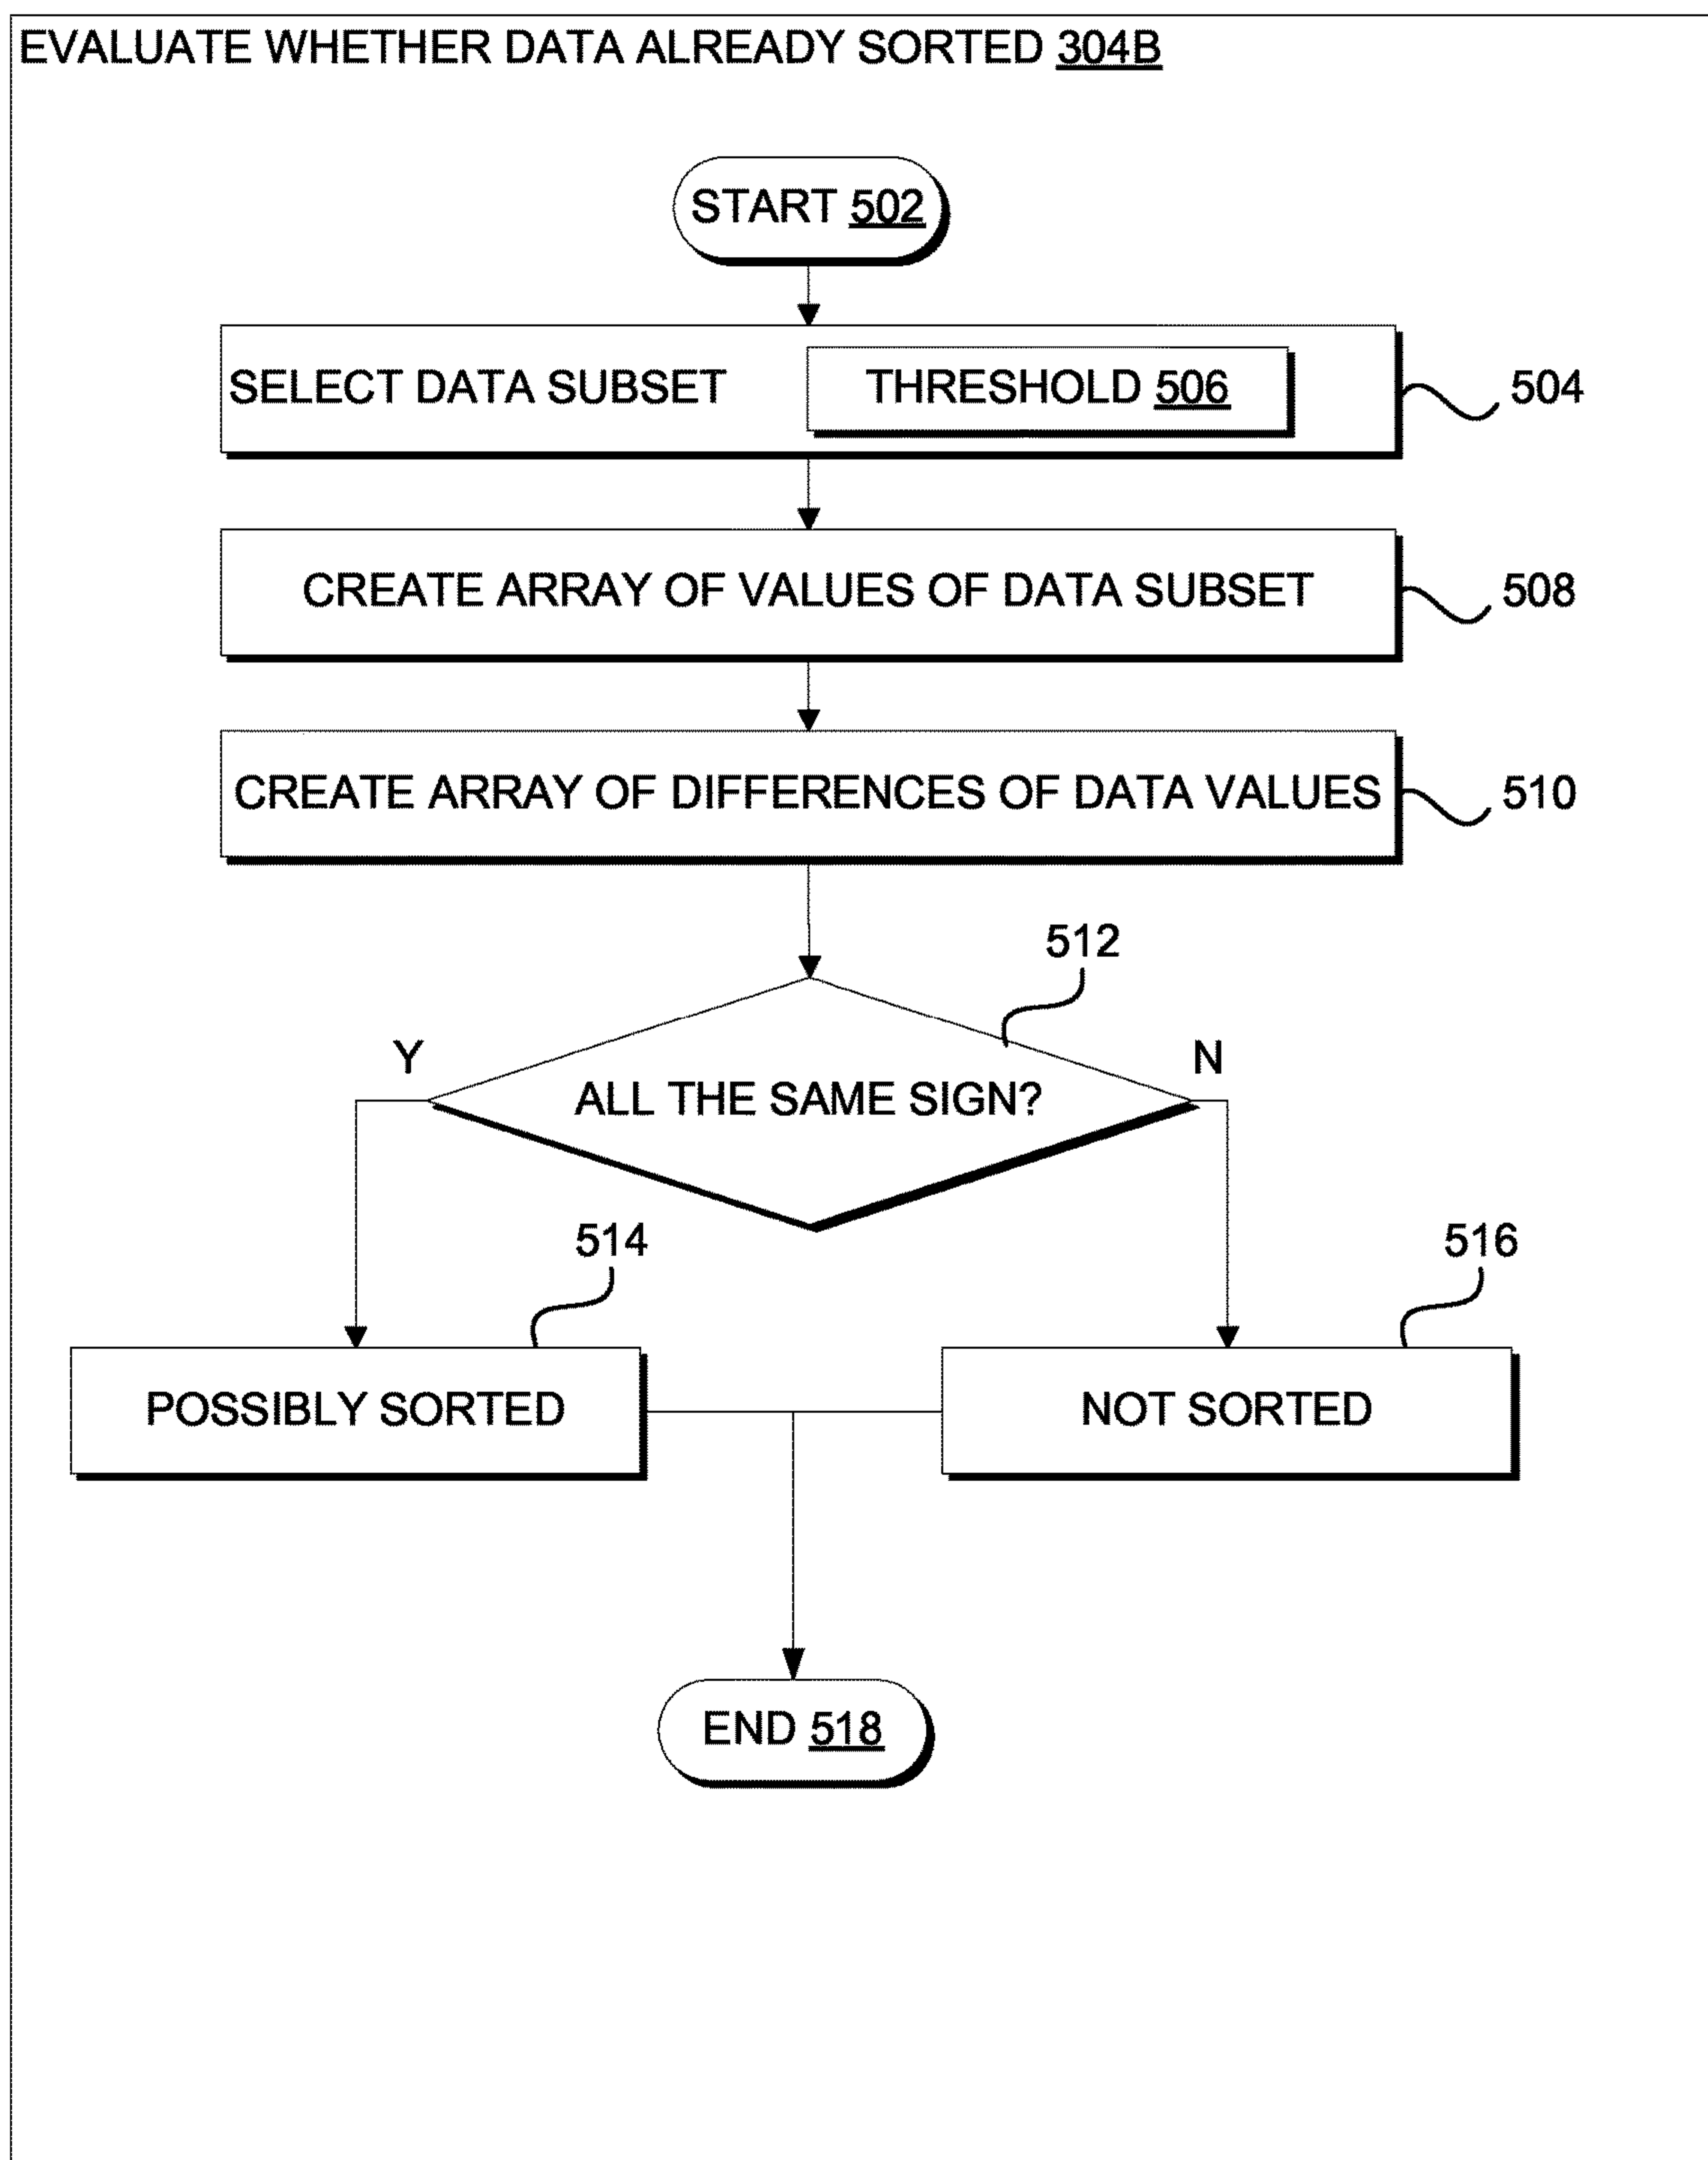 EVALUATE WHETHER DATA ALREADY SORTED 304B
START 502
SELECT DATA SUBSET
THRESHOLD 506
504
CREATE ARRAY OF VALUES OF DATA SUBSET
508
CREATE ARRAY OF DIFFERENCES OF DATA VALUES
510
512
Y
N
ALL THE SAME SIGN?
514
516
POSSIBLY SORTED
NOT SORTED
END 518